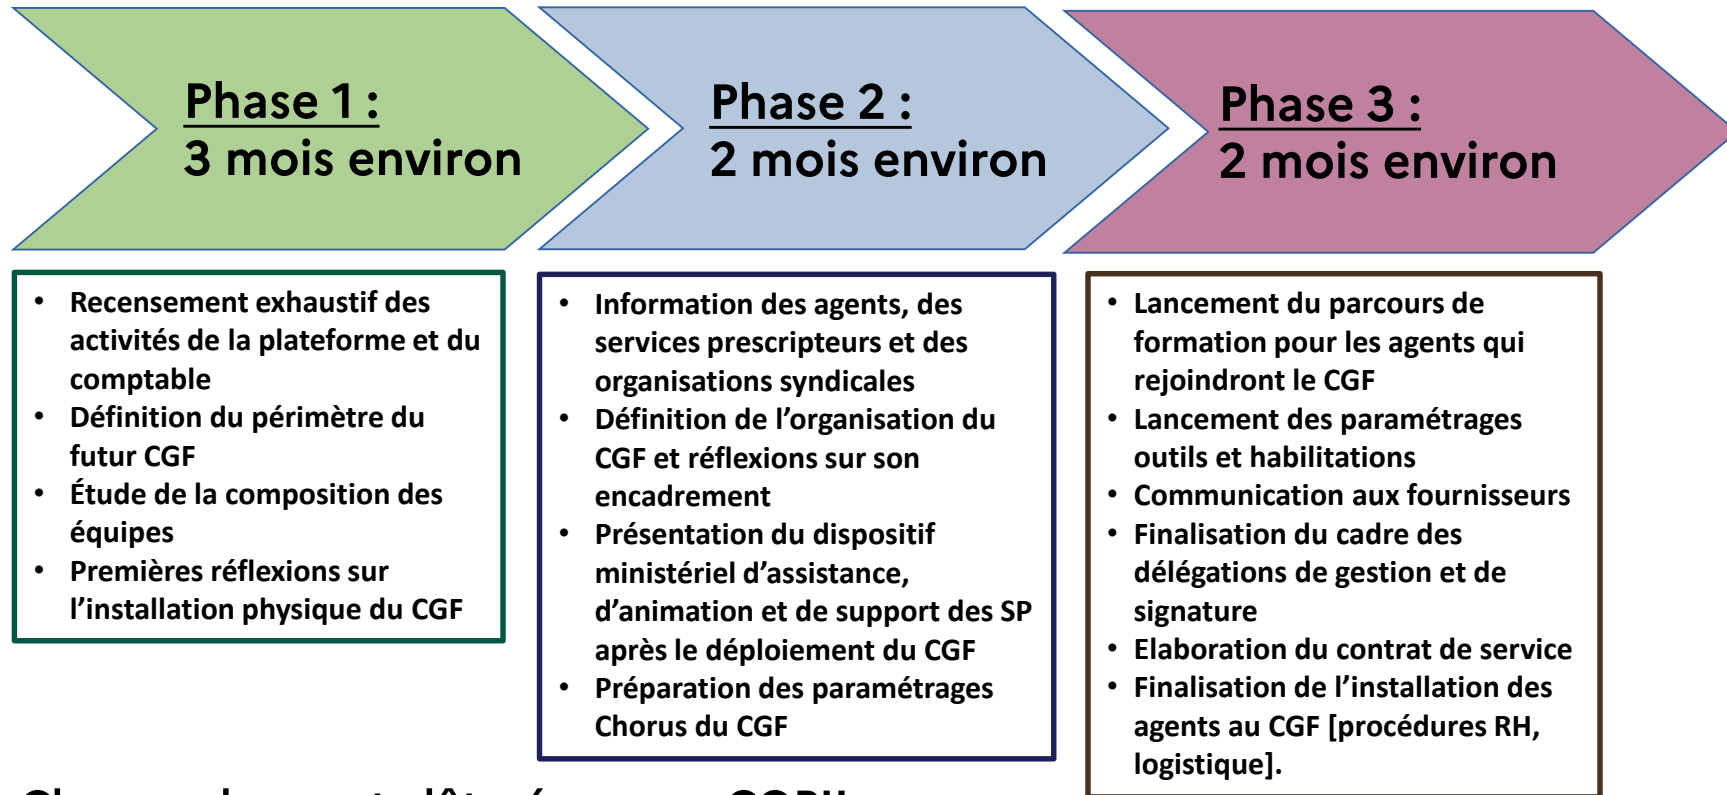 Phase 1 :
3 mois environ
Phase 2 :
2 mois environ
Phase 3 :
2 mois environ
• Recensement exhaustif des
activités de la plateforme et du
comptable
• Définition du périmètre du
futur CGF
• Étude de la composition des
équipes
• Premières réflexions sur
l’installation physique du CGF
• Information des agents, des
services prescripteurs et des
organisations syndicales
• Définition de l’organisation du
CGF et réflexions sur son
encadrement
• Présentation du dispositif
ministériel d’assistance,
d’animation et de support des SP
après le déploiement du CGF
• Préparation des paramétrages
Chorus du CGF
• Lancement du parcours de
formation pour les agents qui
rejoindront le CGF
• Lancement des paramétrages
outils et habilitations
• Communication aux fournisseurs
• Finalisation du cadre des
délégations de gestion et de
signature
• Elaboration du contrat de service
• Finalisation de l’installation des
agents au CGF [procédures RH,
logistique].